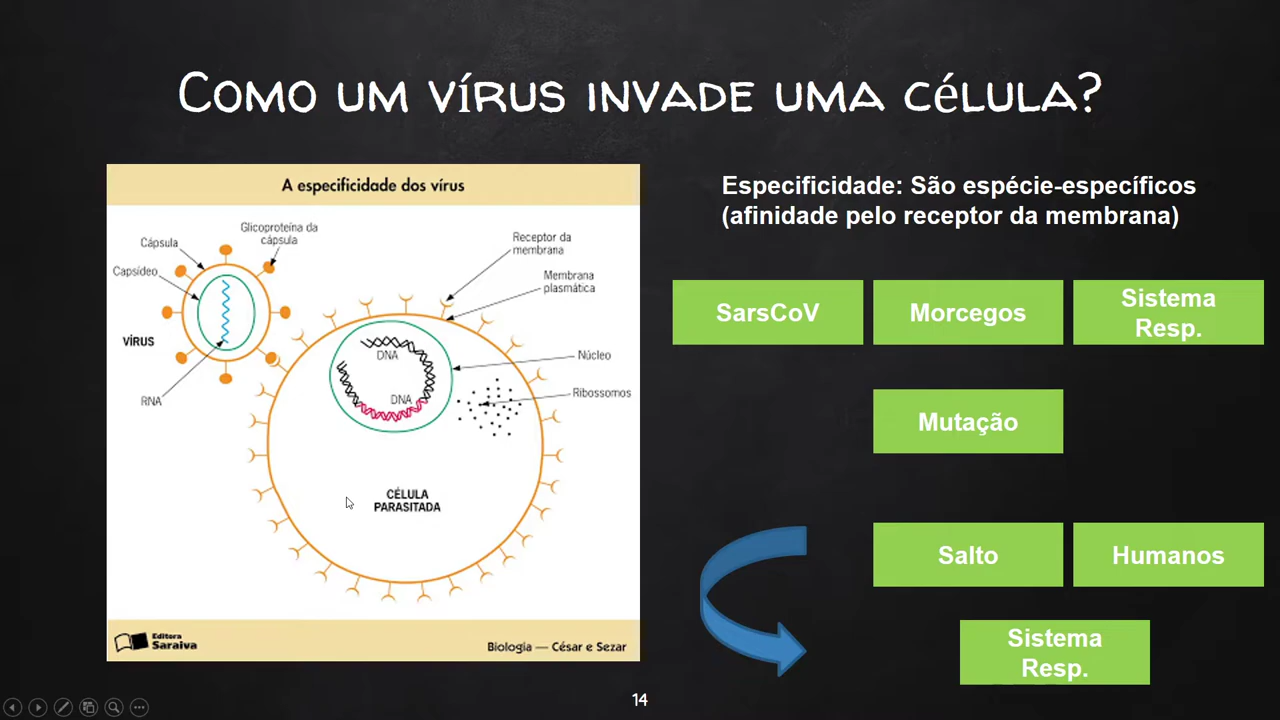 Como um vírus invade uma célula?
A especificidade dos vírus
Glicoproteína da
cápsula
Cápsula
Capsídeo
VÍRUS
RNA
Receptor da
membrana
Membrana
plasmática
DNA
Núcleo
DNA
Ribossomos
CÉLULA
PARASITADA
Editora
Saraiva
Biologia — César e Sezar
Especificidade: São espécie-específicos
(afinidade pelo receptor da membrana)
SarsCoV
Morcegos
Sistema
Resp.
Mutação
Salto
Humanos
Sistema
Resp.
14